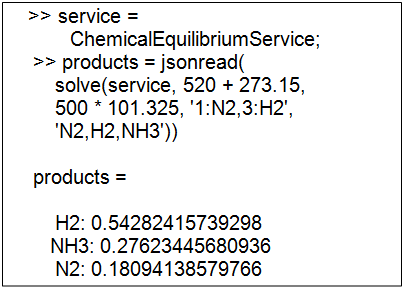 >> service =
ChemicalEquilibriumService;
>> products = jsonread(
solve(service, 520 + 273.15,
500 * 101.325, '1:N2,3:H2',
'N2,H2,NH3'))
products =
H2: 0.54282415739298
NH3: 0.27623445680936
N2: 0.18094138579766